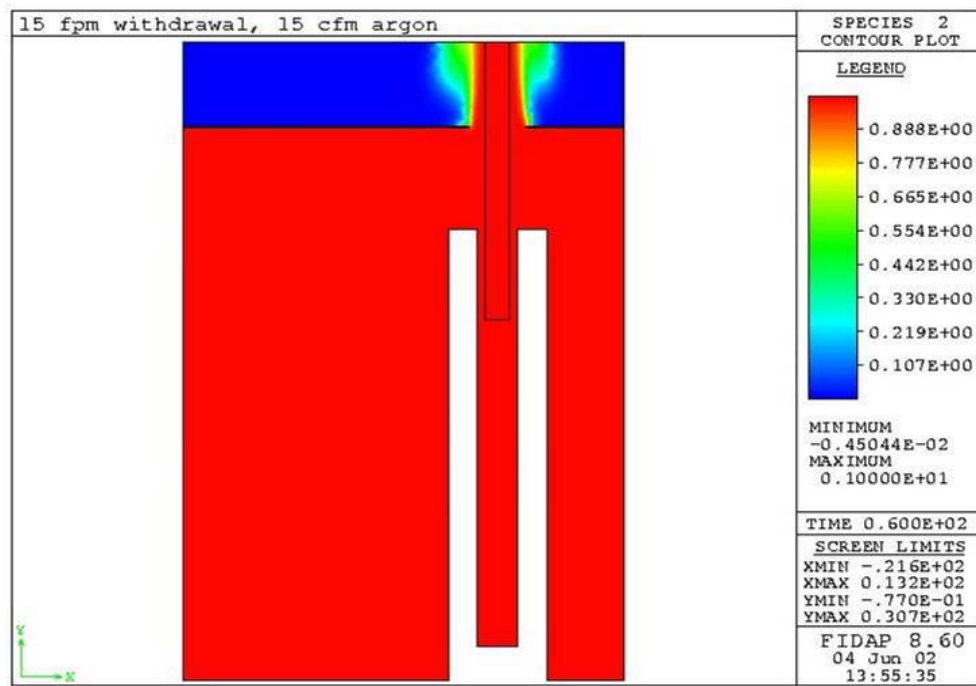 15 fpm withdrawal, 15 cfm argon
SPECIES 2
CONTOUR PLOT
LEGEND
0.888E+00
0.777E+00
0.665E+00
0.554E+00
0.442E+00
0.330E+00
0.219E+00
0.107E+00
MINIMUM
-0.45044E-02
MAXIMUM
0.10000E+01
TIME 0.600E+02
SCREEN LIMITS
XMIN -.216E+02
XMAX 0.132E+02
YMIN -.770E-01
YMAX 0.307E+02
FIDAP 8.60
04 Jun 02
13:55:35
Y
X